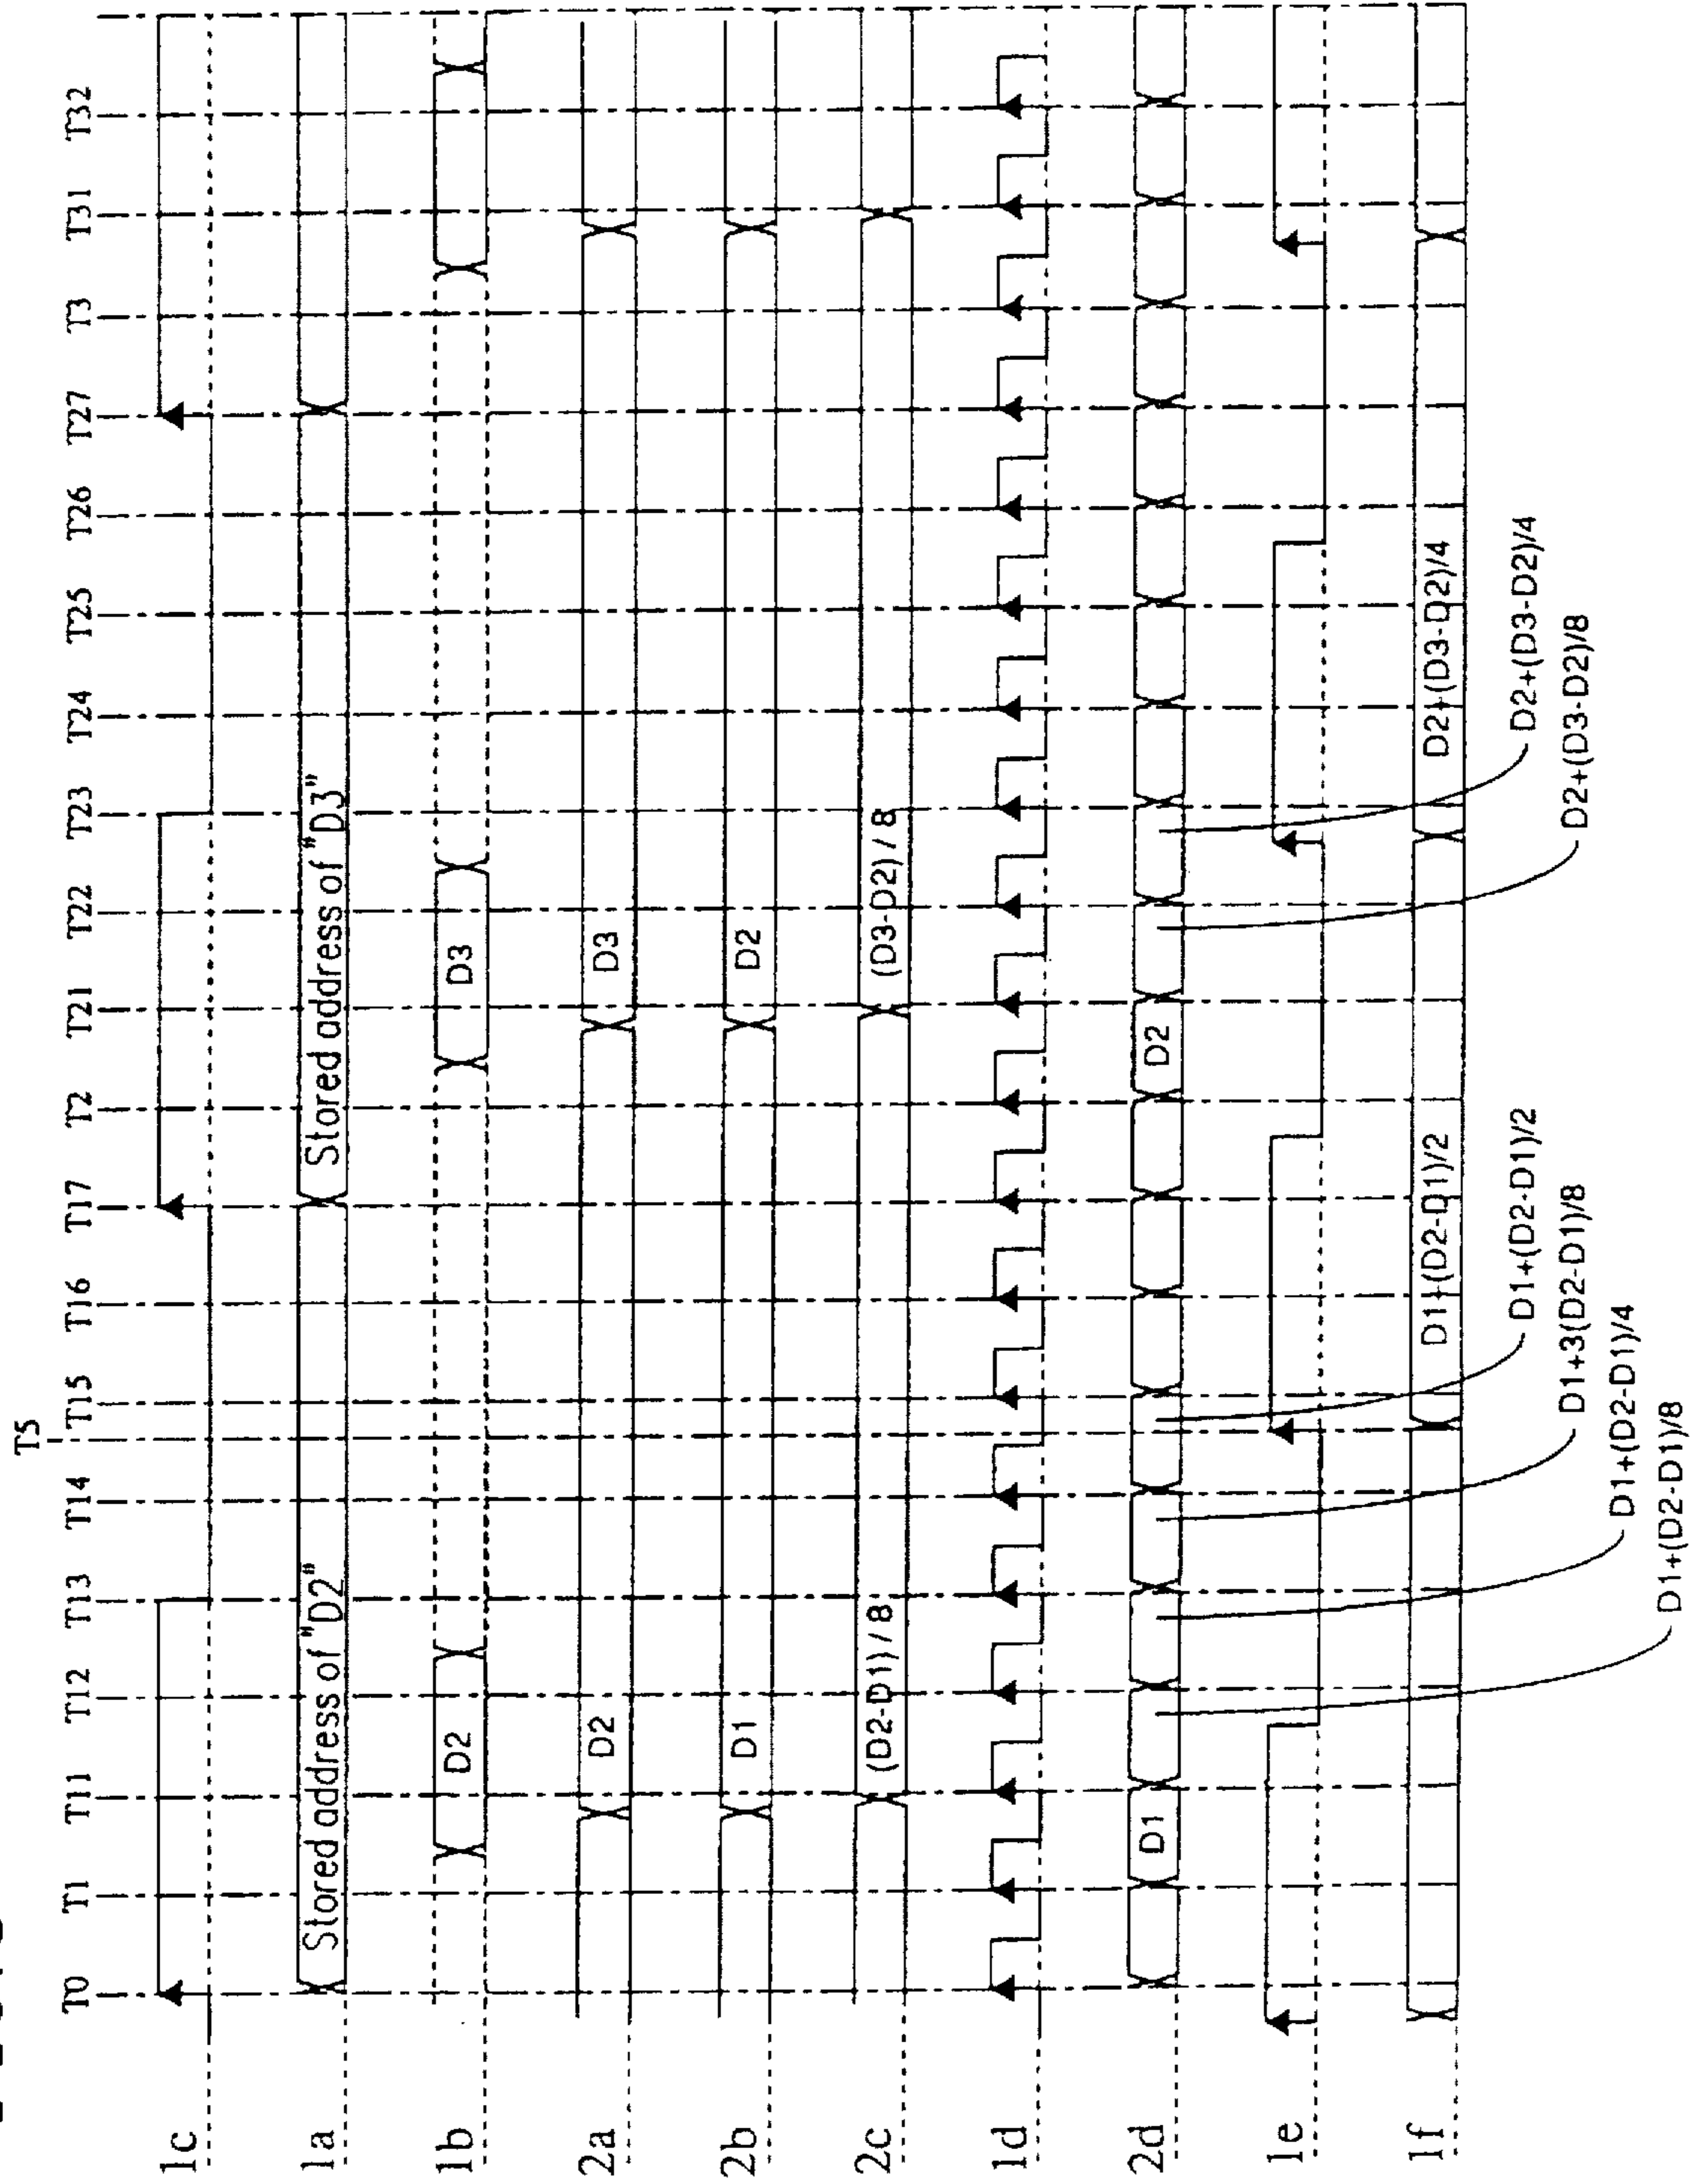 T5
T0 T1 T11 T12 T13 T14 T15 T16 T17 T2 T21 T22 T23 T24 T25 T26 T27 T3 T31 T32
1c
1a Stored address of "D2" Stored address of "D3"
1b D2 D3
2a D2 D3
2b D1 D2
2c (D2-D1) / 8 (D3-D2) / 8
1d
2d D1 D2
1e
1f D1+(D2-D1)/2 D2+(D3-D2)/4
D1+(D2-D1)/2 D2+(D3-D2)/4
D1+3(D2-D1)/8 D2+(D3-D2)/8
D1+(D2-D1)/4
D1+(D2-D1)/8